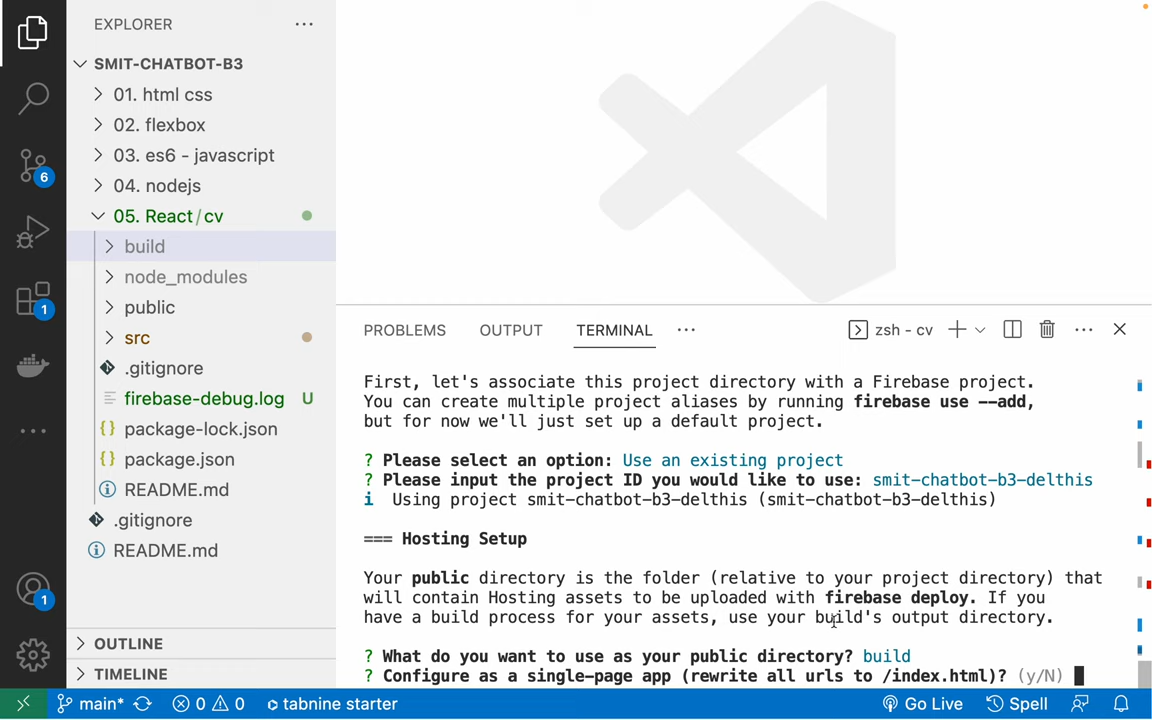 EXPLORER
SMIT-CHATBOT-B3
01. html css
02. flexbox
03. es6 - javascript
04. nodejs
05. React/cv
build
node_modules
public
src
.gitignore
firebase-debug.log U
package-lock.json
package.json
README.md
.gitignore
README.md
OUTLINE
TIMELINE
6
1
1
PROBLEMS OUTPUT TERMINAL
zsh - cv
First, let's associate this project directory with a Firebase project.
You can create multiple project aliases by running firebase use --add,
but for now we'll just set up a default project.
? Please select an option: Use an existing project
? Please input the project ID you would like to use: smit-chatbot-b3-delthis
i Using project smit-chatbot-b3-delthis (smit-chatbot-b3-delthis)
=== Hosting Setup
Your public directory is the folder (relative to your project directory) that
will contain Hosting assets to be uploaded with firebase deploy. If you
have a build process for your assets, use your build's output directory.
? What do you want to use as your public directory? build
? Configure as a single-page app (rewrite all urls to /index.html)? (y/N)
main* 0 0 tabnine starter Go Live Spell